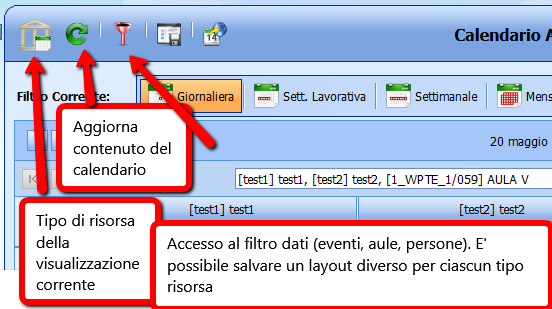 Calendario A
Filtro Corrente:
Giornaliera
Sett. Lavorativa
Settimanale
Mens
Aggiorna
contenuto del
calendario
20 maggio
[test1] test1, [test2] test2, [1_WPTE_1/059] AULA V
[test1] test1
[test2] test2
Tipo di risorsa
della
visualizzazione
corrente
Accesso al filtro dati (eventi, aule, persone). E'
possibile salvare un layout diverso per ciascun tipo
risorsa